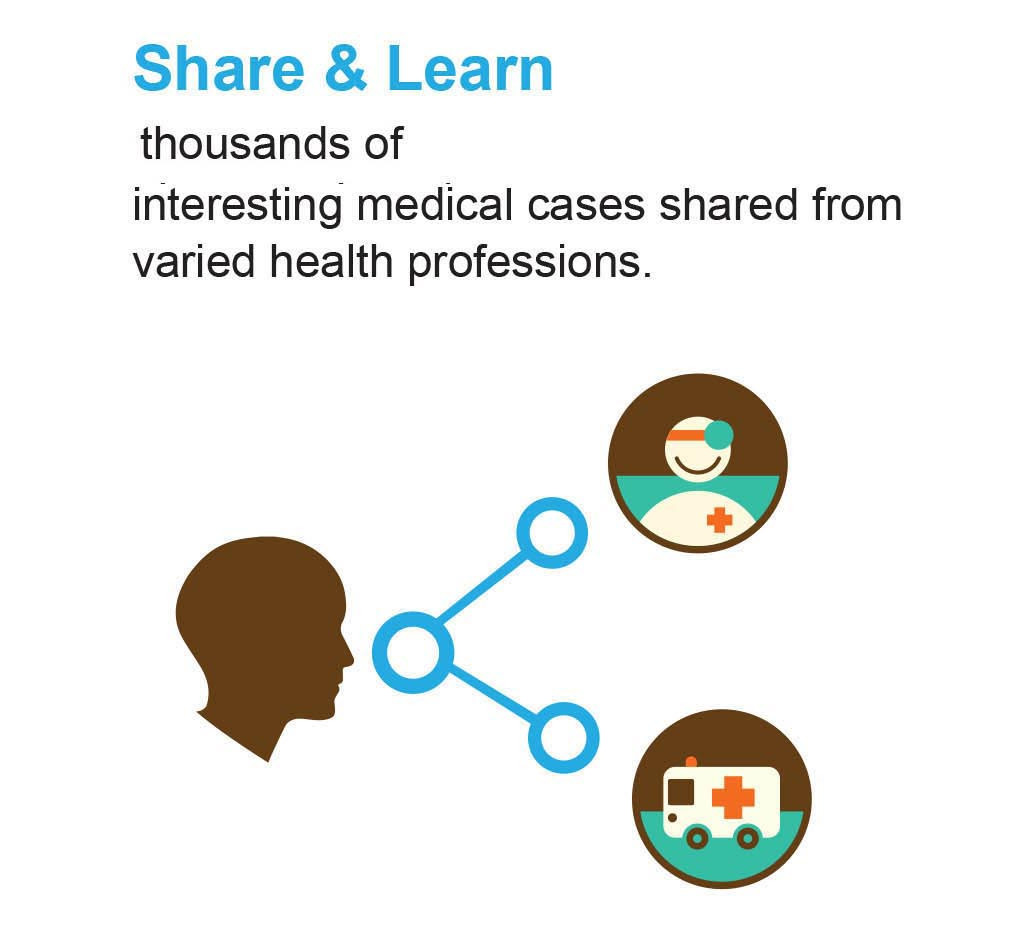 Share & Learn
thousands of
interesting medical cases shared from
varied health professions.